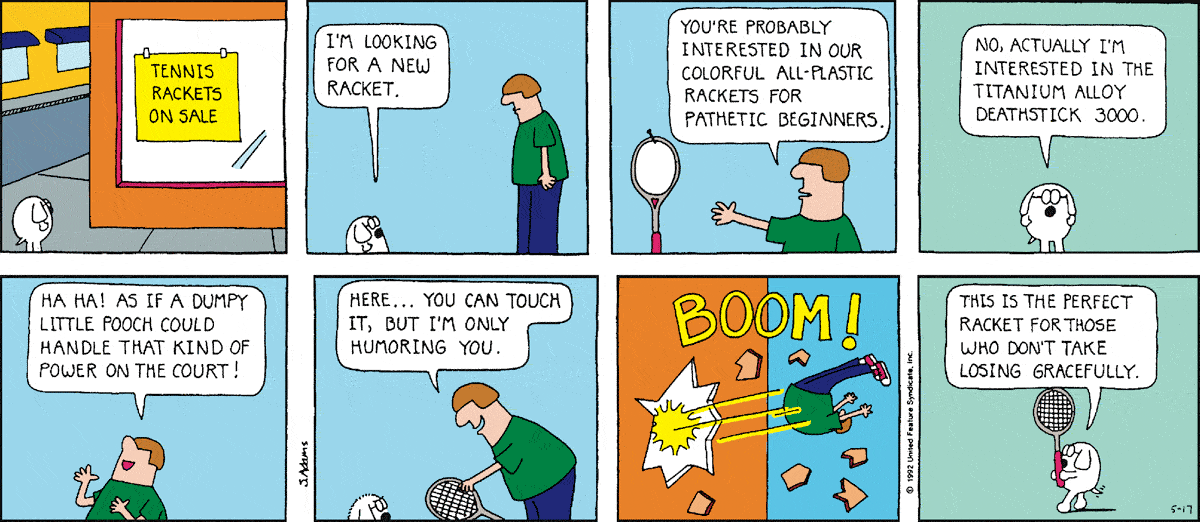 TENNIS
RACKETS
ON SALE
I'M LOOKING
FOR A NEW
RACKET.
YOU'RE PROBABLY
INTERESTED IN OUR
COLORFUL ALL-PLASTIC
RACKETS FOR
PATHETIC BEGINNERS.
NO, ACTUALLY I'M
INTERESTED IN THE
TITANIUM ALLOY
DEATHSTICK 3000.
HA HA! AS IF A DUMPY
LITTLE POOCH COULD
HANDLE THAT KIND OF
POWER ON THE COURT!
S.Adams
HERE... YOU CAN TOUCH
IT, BUT I'M ONLY
HUMORING YOU.
BOOM!
© 1992 United Feature Syndicate, Inc.
THIS IS THE PERFECT
RACKET FOR THOSE
WHO DON'T TAKE
LOSING GRACEFULLY.
5-17